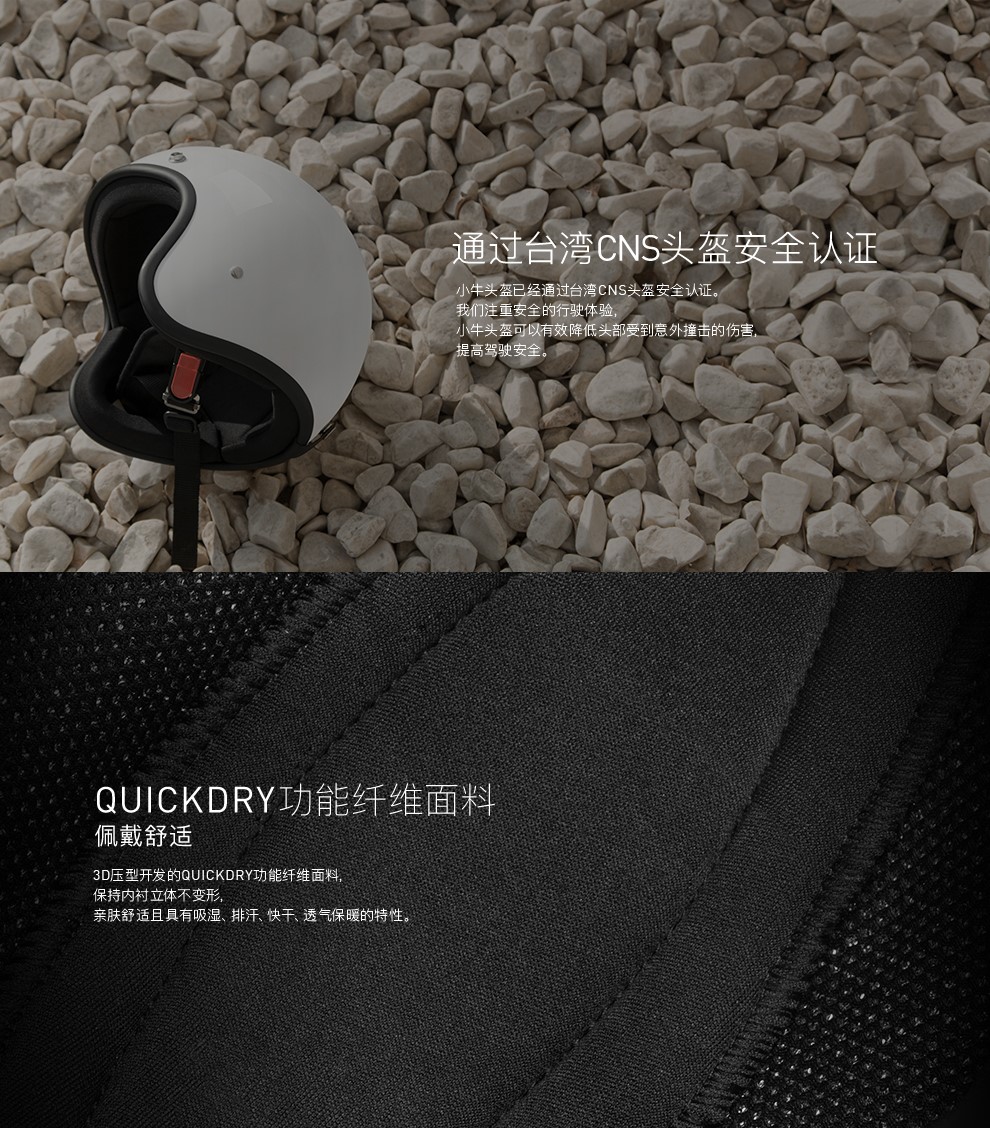 通过台湾CNS头盔安全认证
小牛头盔已经通过台湾CNS头盔安全认证。
我们注重安全的行驶体验,
小牛头盔可以有效降低头部受到意外撞击的伤害,
提高驾驶安全。
QUICKDRY功能纤维面料
佩戴舒适
3D压型开发的QUICKDRY功能纤维面料,
保持内衬立体不变形,
亲肤舒适且具有吸湿、排汗、快干、透气保暖的特性。